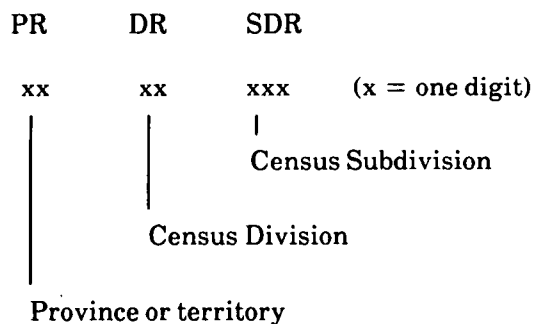 PR DR SDR
xx xx xxx (x = one digit)
Census Subdivision
Census Division
Province or territory